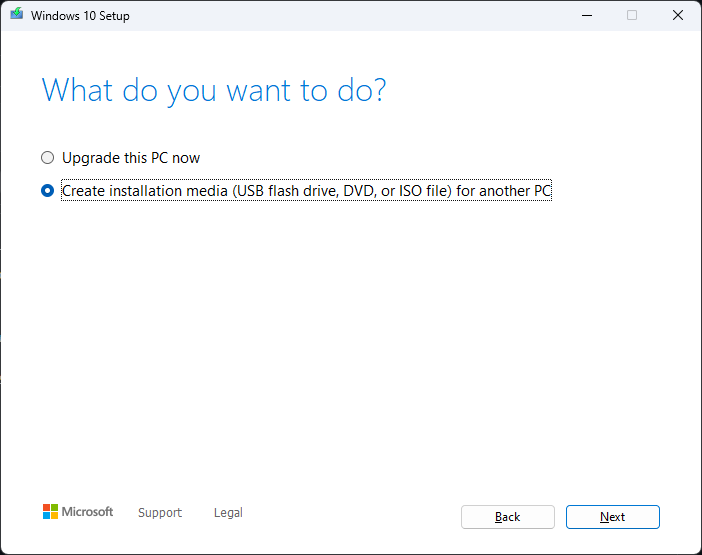 Windows 10 Setup
What do you want to do?
Upgrade this PC now
Create installation media (USB flash drive, DVD, or ISO file) for another PC
Microsoft Support Legal
Back Next